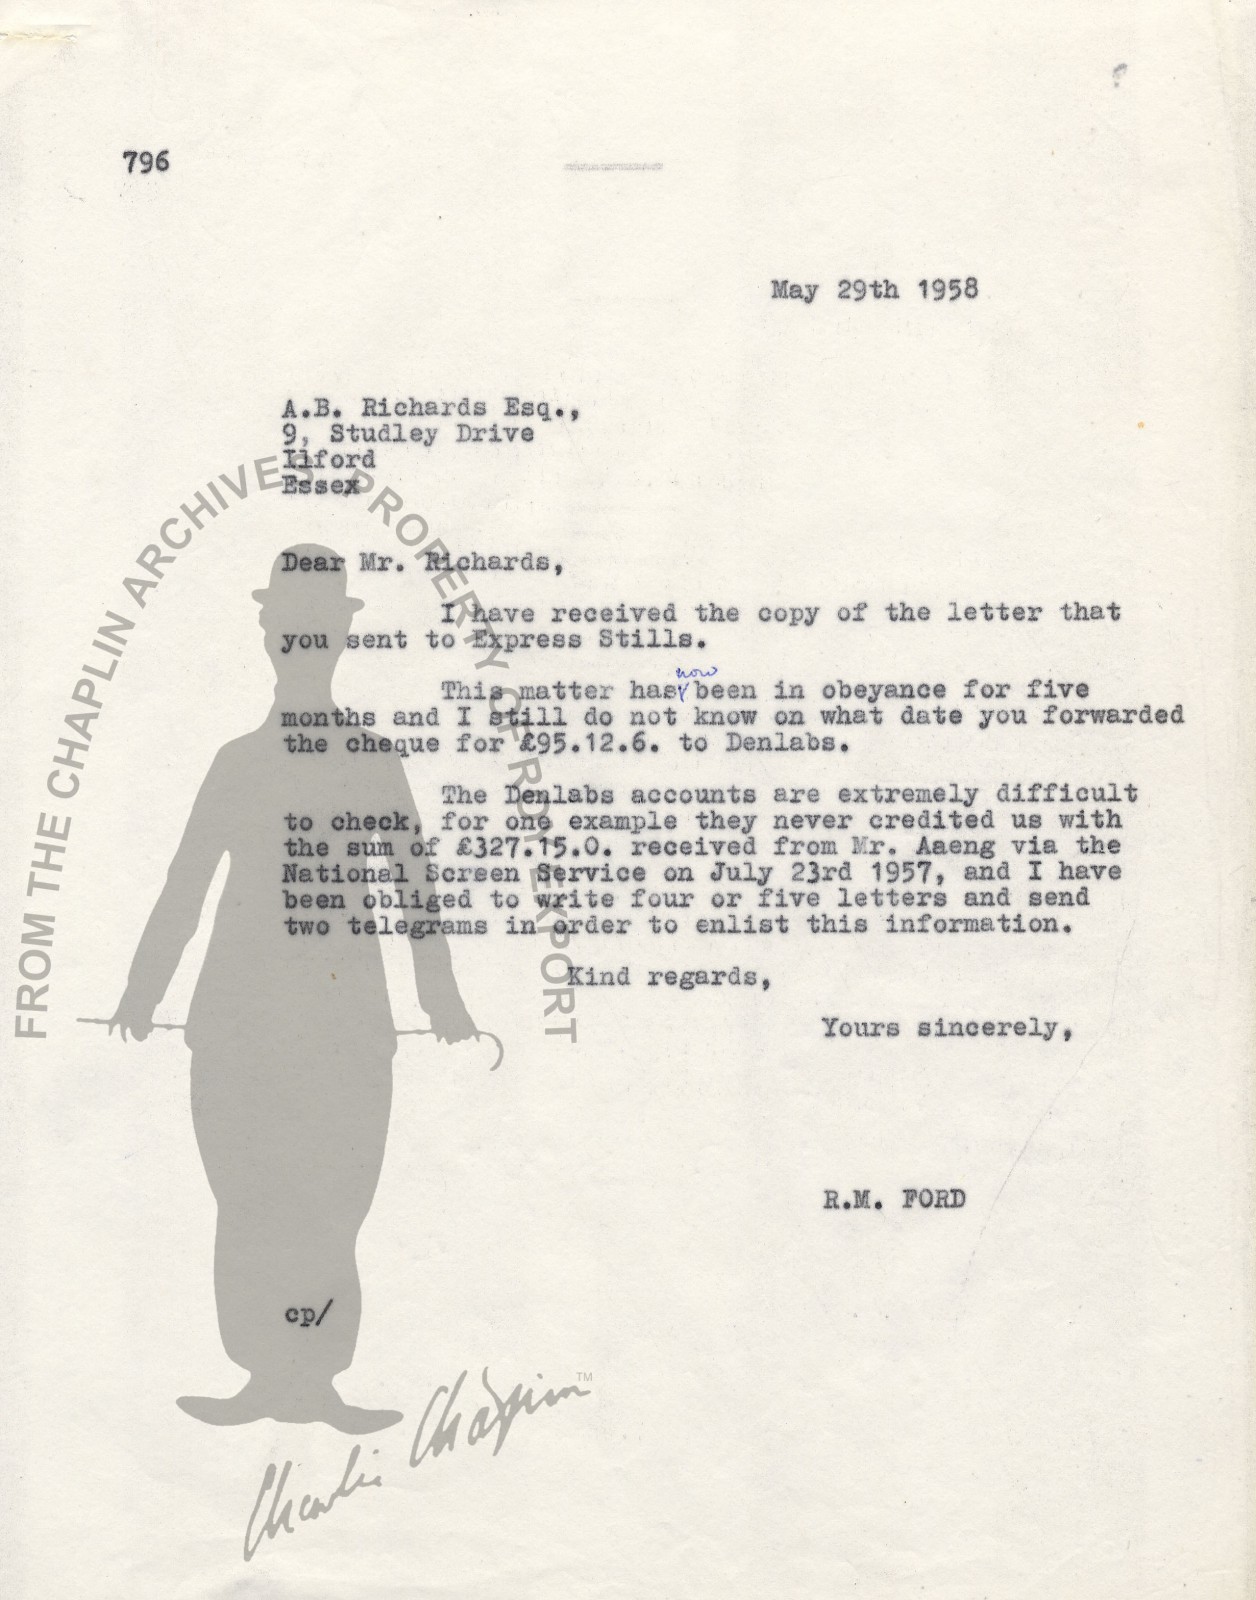 796
May 29th 1958
A.B. Richards Esq.,
9, Studley Drive
Ilford
Essex
Dear Mr. Richards,
I have received the copy of the letter that
you sent to Express Stills.
now
This matter has been in obeyance for five
months and I still do not know on what date you forwarded
the cheque for £95.12.6. to Denlabs.
The Denlabs accounts are extremely difficult
to check, for one example they never credited us with
the sum of £327.15.0. received from Mr. Aaeng via the
National Screen Service on July 23rd 1957, and I have
been obliged to write four or five letters and send
two telegrams in order to enlist this information.
Kind regards,
Yours sincerely,
R.M. FORD
cp/
FROM THE CHAPLIN ARCHIVES PROPERTY OF ROY EXPORT
Charlie Chaplin TM